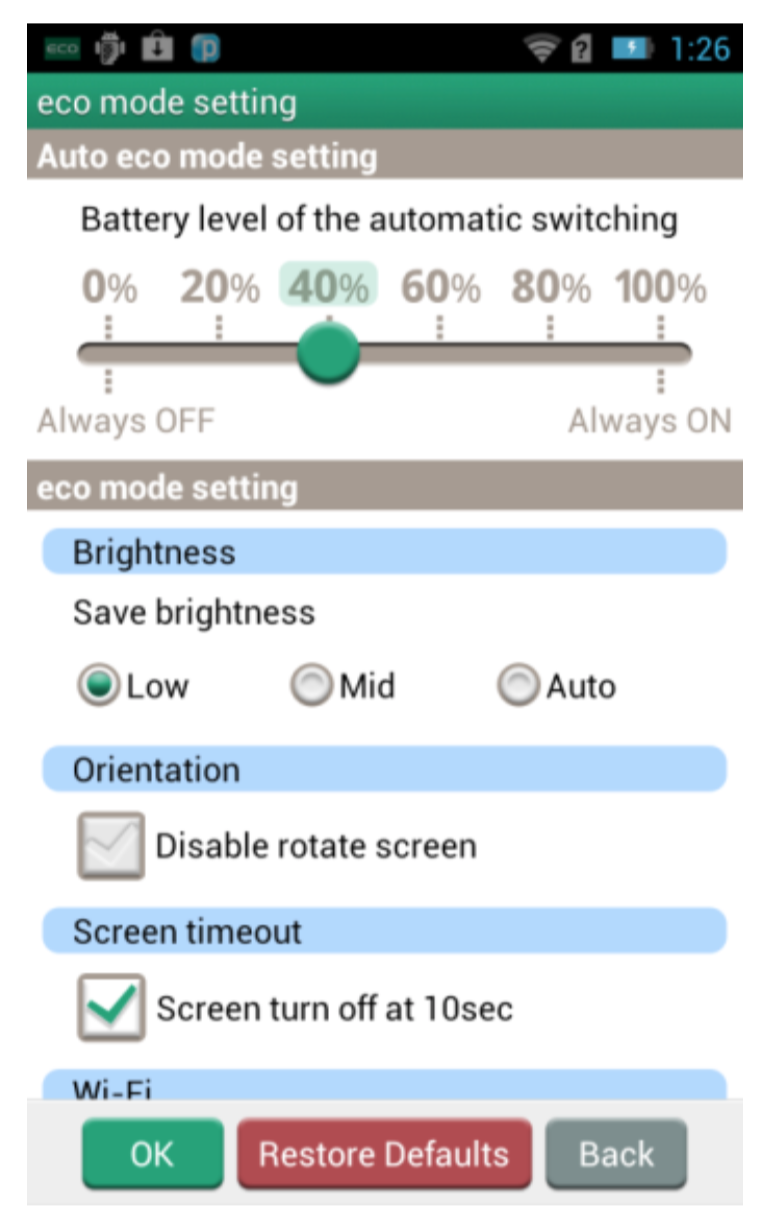 eco 1:26
eco mode setting
Auto eco mode setting
Battery level of the automatic switching
0% 20% 40% 60% 80% 100%
Always OFF Always ON
eco mode setting
Brightness
Save brightness
Low Mid Auto
Orientation
Disable rotate screen
Screen timeout
Screen turn off at 10sec
Wi-Fi
OK Restore Defaults Back